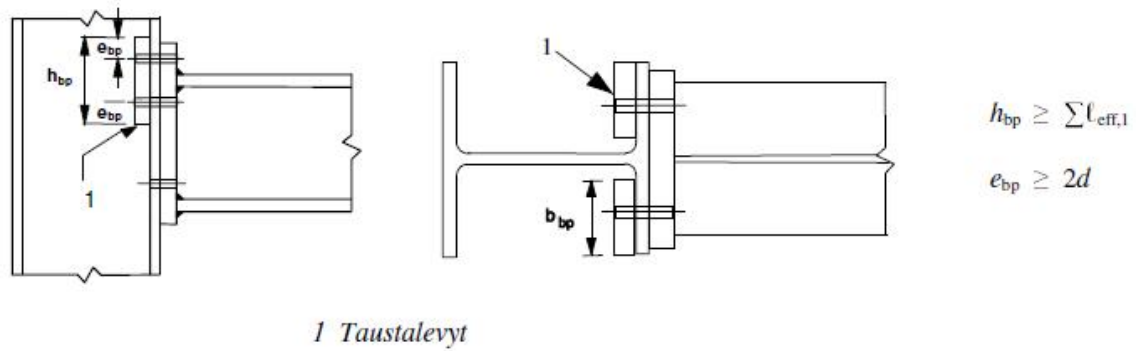 e_bp
h_bp
e_bp
1
1
b_bp
h_bp ≥ ∑ℓ_eff,1
e_bp ≥ 2d
1 Taustalevyt